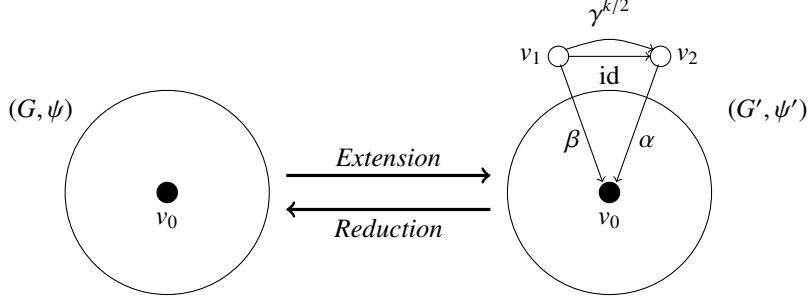 γ^{k/2}
v₁
v₂
id
(G, ψ)
(G′, ψ′)
β
α
Extension
v₀
v₀
Reduction